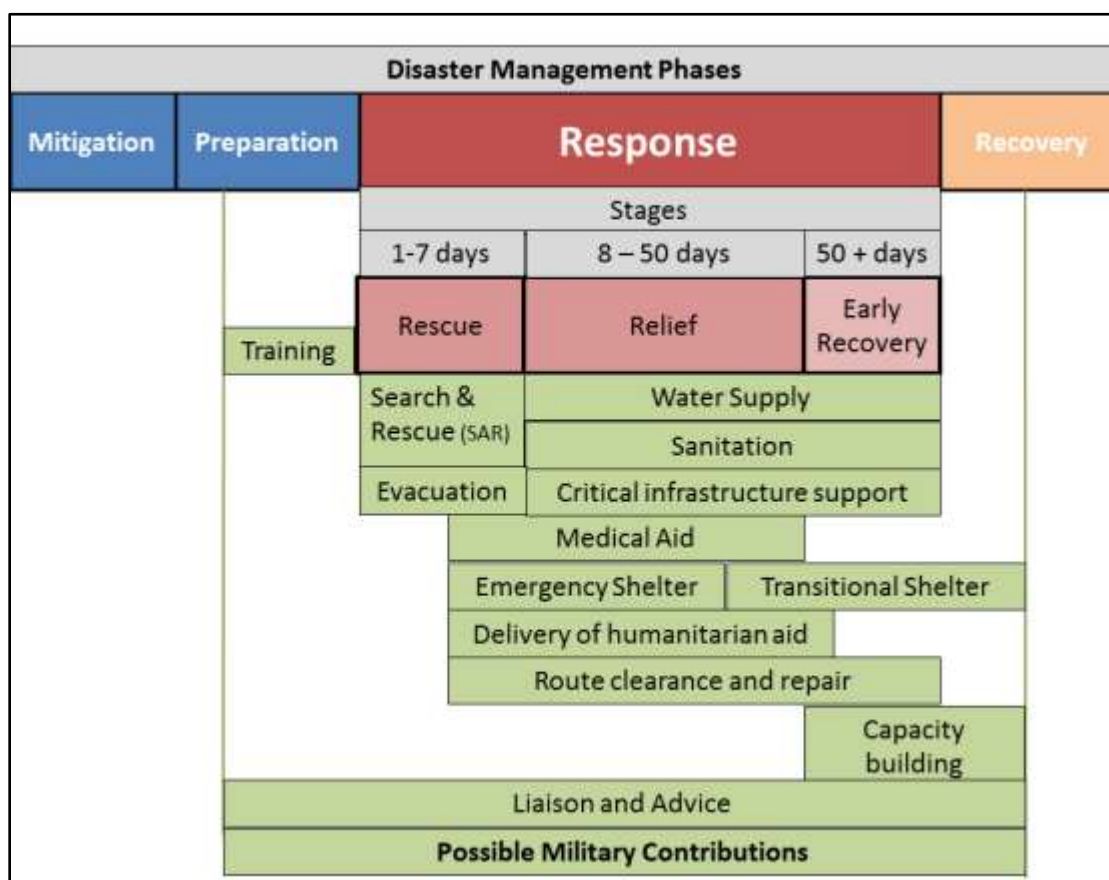 Disaster Management Phases
Mitigation
Preparation
Response
Recovery
Stages
1-7 days
8 – 50 days
50 + days
Rescue
Relief
Early
Recovery
Training
Search &
Rescue (SAR)
Water Supply
Sanitation
Evacuation
Critical infrastructure support
Medical Aid
Emergency Shelter
Transitional Shelter
Delivery of humanitarian aid
Route clearance and repair
Capacity
building
Liaison and Advice
Possible Military Contributions